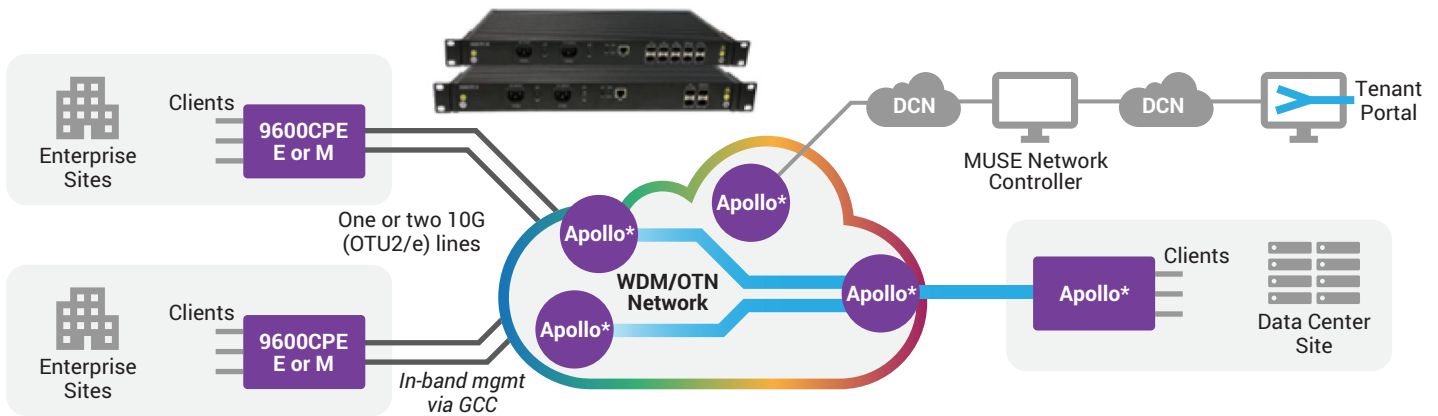 Enterprise
Sites
Clients
9600CPE
E or M
One or two 10G
(OTU2/e) lines
Enterprise
Sites
Clients
9600CPE
E or M
In-band mgmt
via GCC
Apollo*
Apollo*
Apollo*
WDM/OTN
Network
Apollo*
DCN
MUSE Network
Controller
DCN
Tenant
Portal
Apollo*
Clients
Data Center
Site